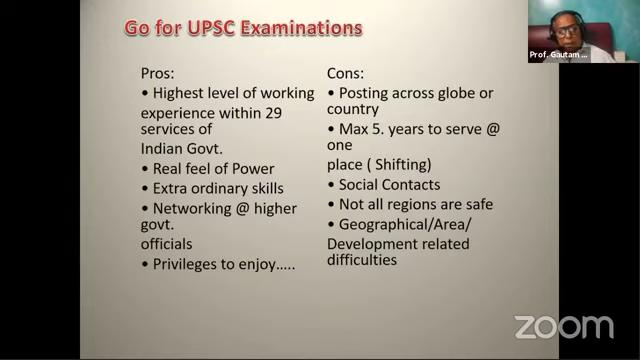 Go for UPSC Examinations
Prof. Gautam ...
Pros:
• Highest level of working
experience within 29
services of
Indian Govt.
• Real feel of Power
• Extra ordinary skills
• Networking @ higher
govt.
officials
• Privileges to enjoy.....
Cons:
• Posting across globe or
country
• Max 5. years to serve @
one
place ( Shifting)
• Social Contacts
• Not all regions are safe
• Geographical/Area/
Development related
difficulties
zoom